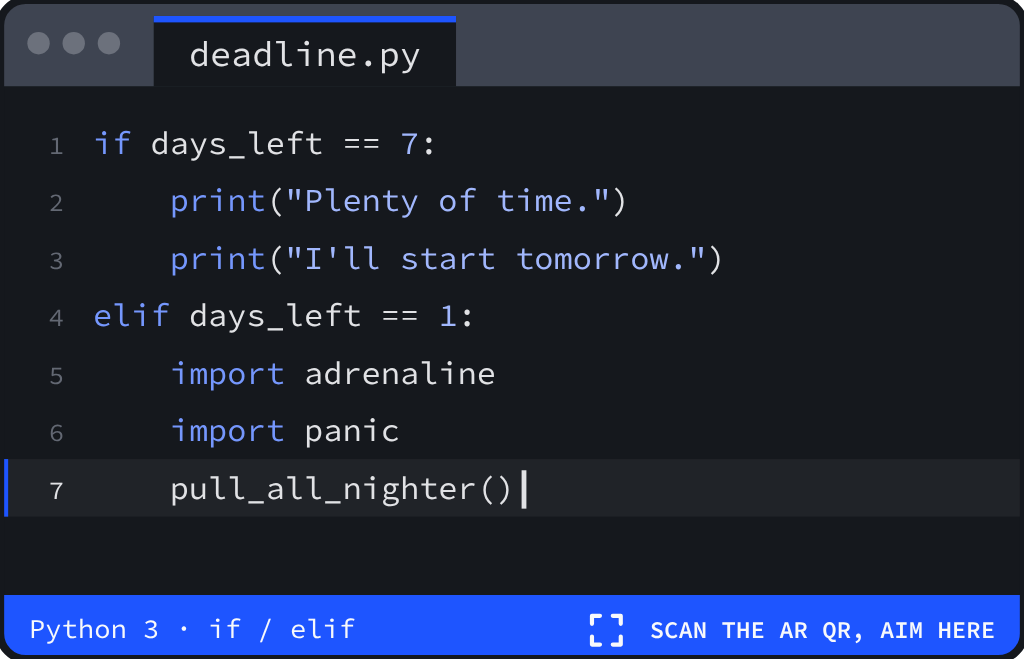 deadline.py
1 if days_left == 7:
2     print("Plenty of time.")
3     print("I'll start tomorrow.")
4 elif days_left == 1:
5     import adrenaline
6     import panic
7     pull_all_nighter()
Python 3 · if / elif
SCAN THE AR QR, AIM HERE